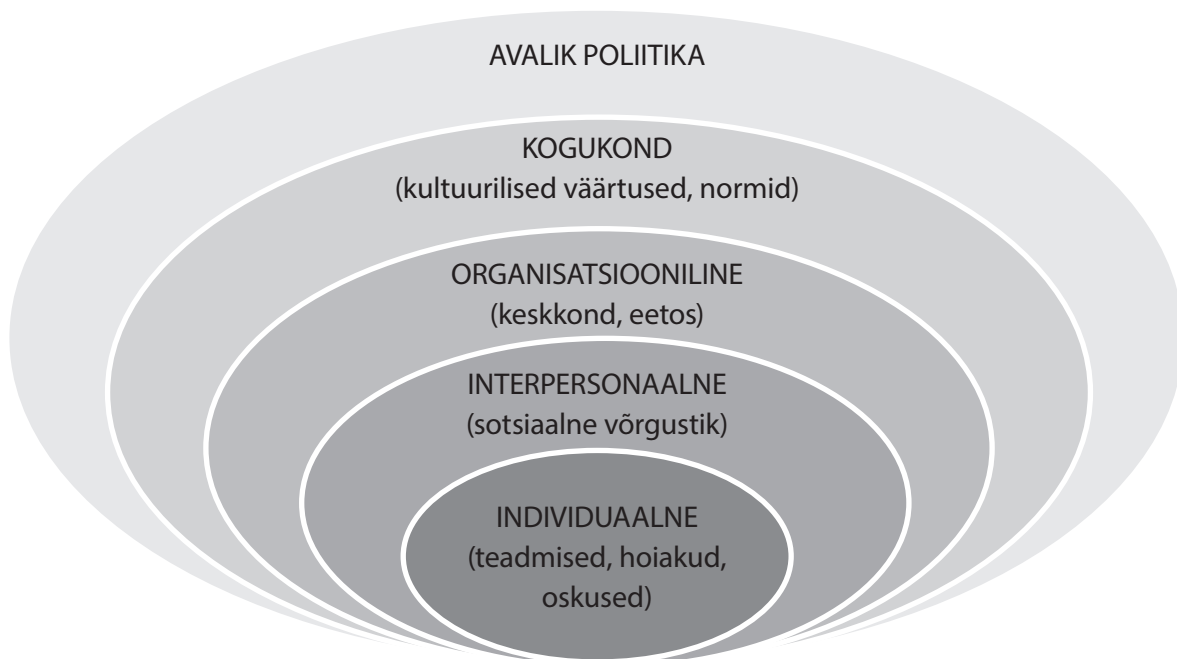 AVALIK POLIITIKA
KOGUKOND
(kultuurilised väärtused, normid)
ORGANISATSIOONILINE
(keskkond, eetos)
INTERPERSONAALNE
(sotsiaalne võrgustik)
INDIVIDUAALNE
(teadmised, hoiakud,
oskused)